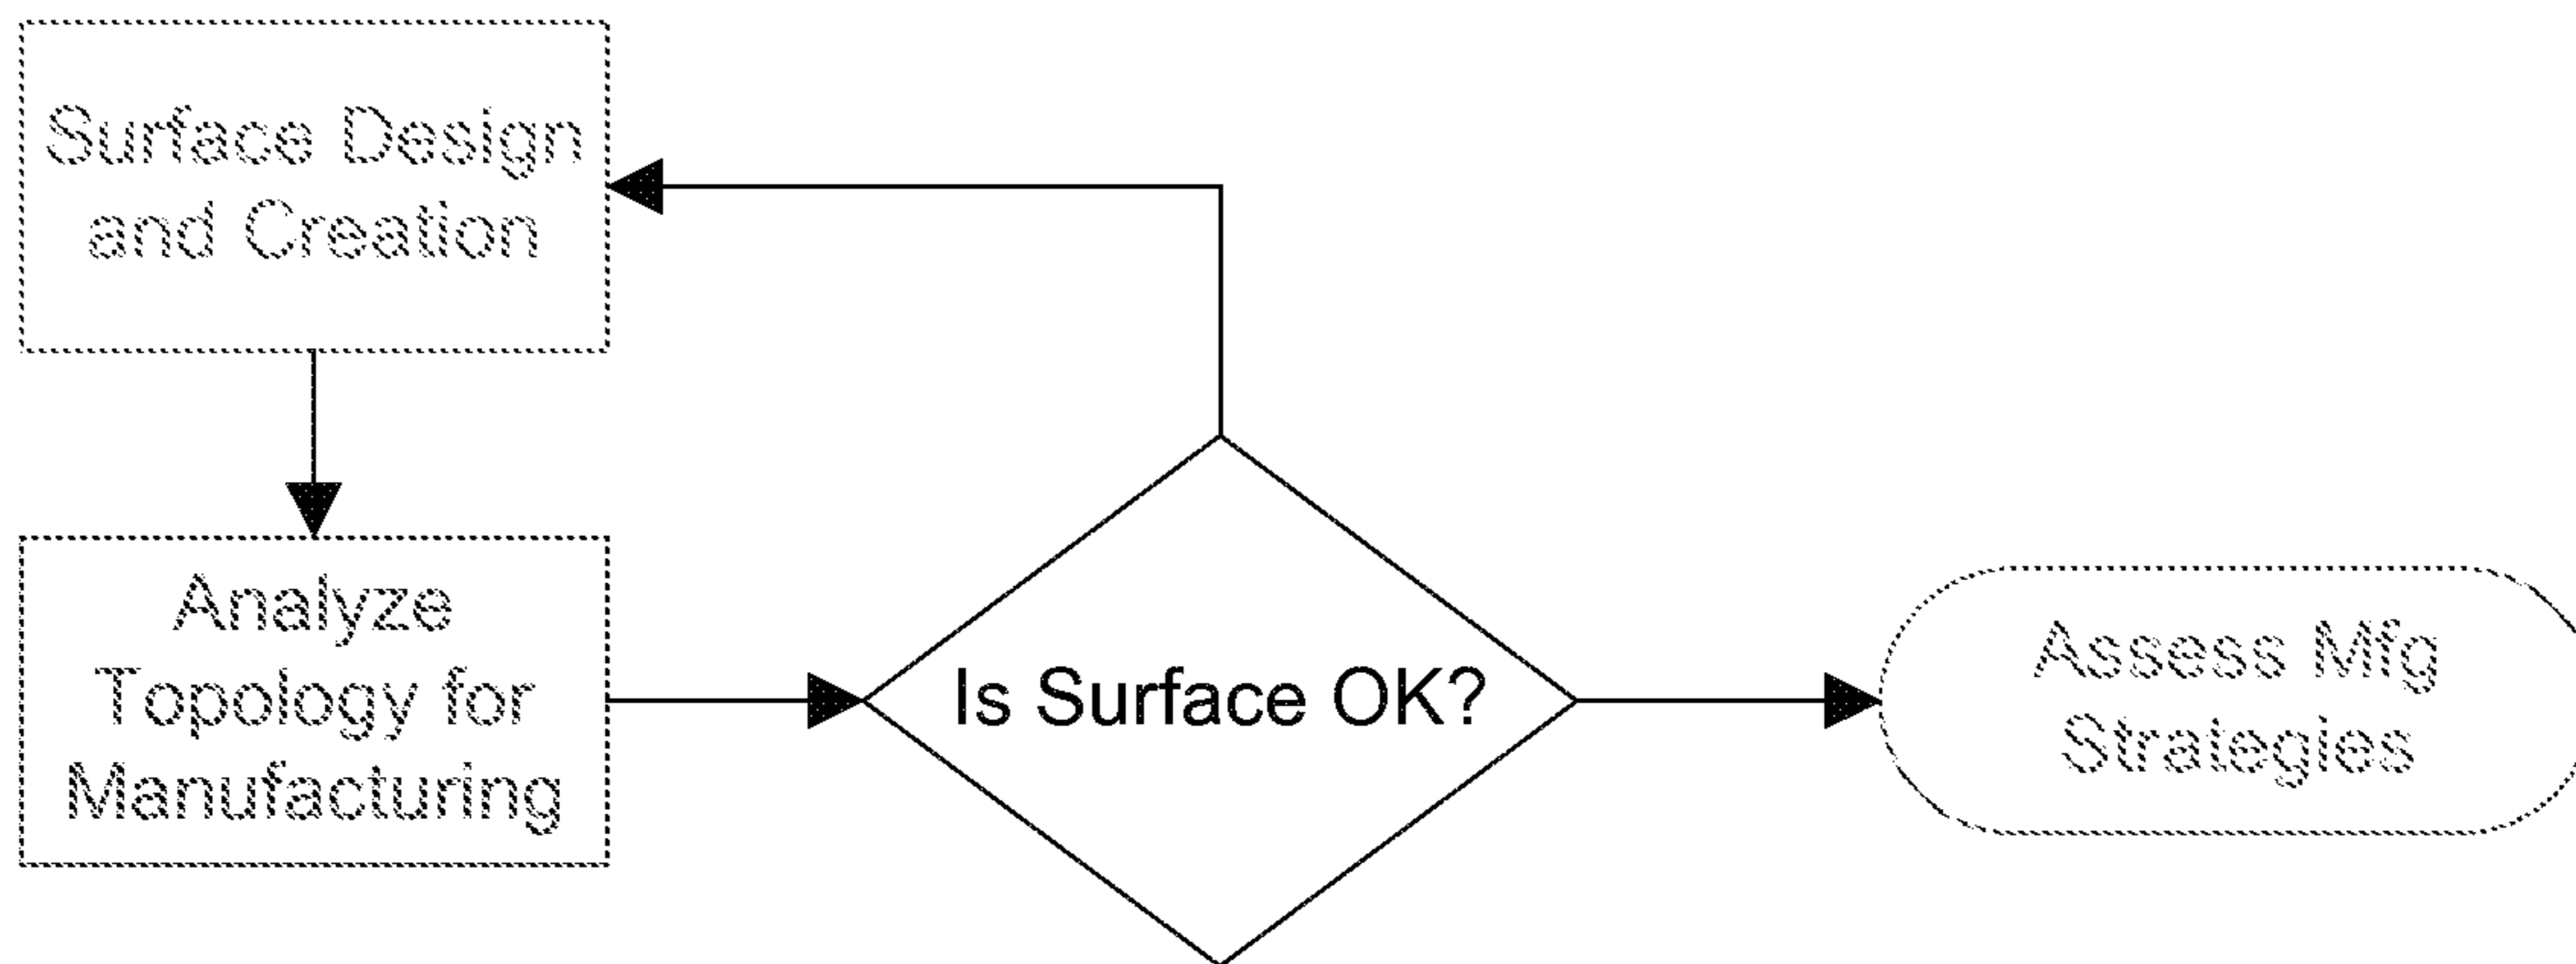 Surface Design
and Creation
Analyze
Topology for
Manufacturing
Is Surface OK?
Assess Mfg
Strategies